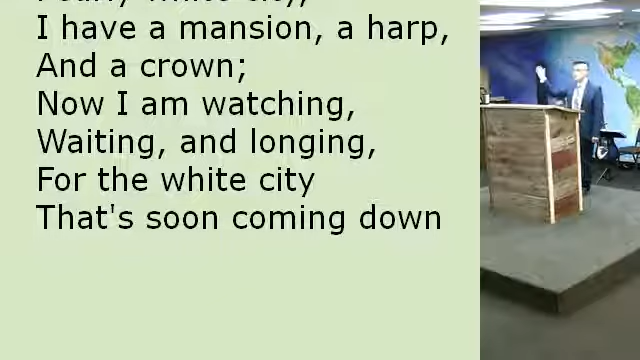 I have a mansion, a harp,
And a crown;
Now I am watching,
Waiting, and longing,
For the white city
That's soon coming down